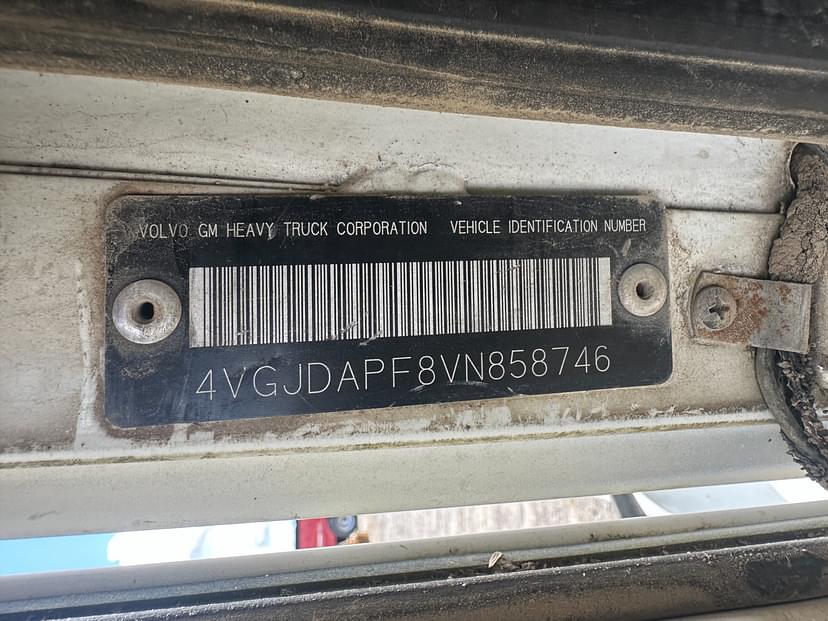 VOLVO GM HEAVY TRUCK CORPORATION VEHICLE IDENTIFICATION NUMBER
4VGJDAPF8VN858746